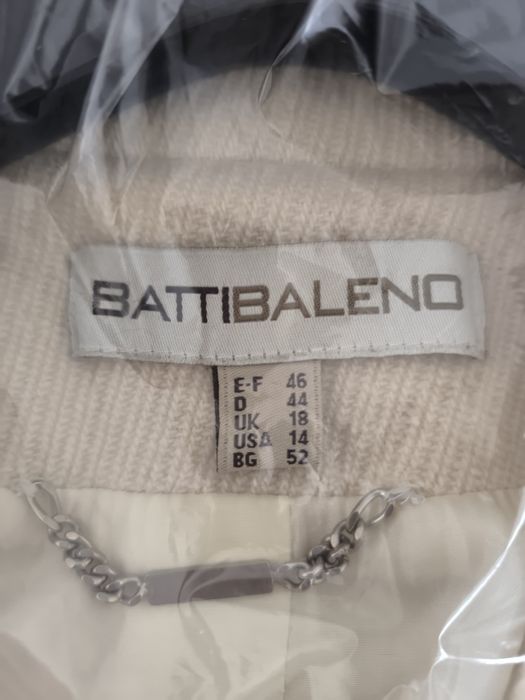 BATTIBALENO
E-F 46
D 44
UK 18
USA 14
BG 52